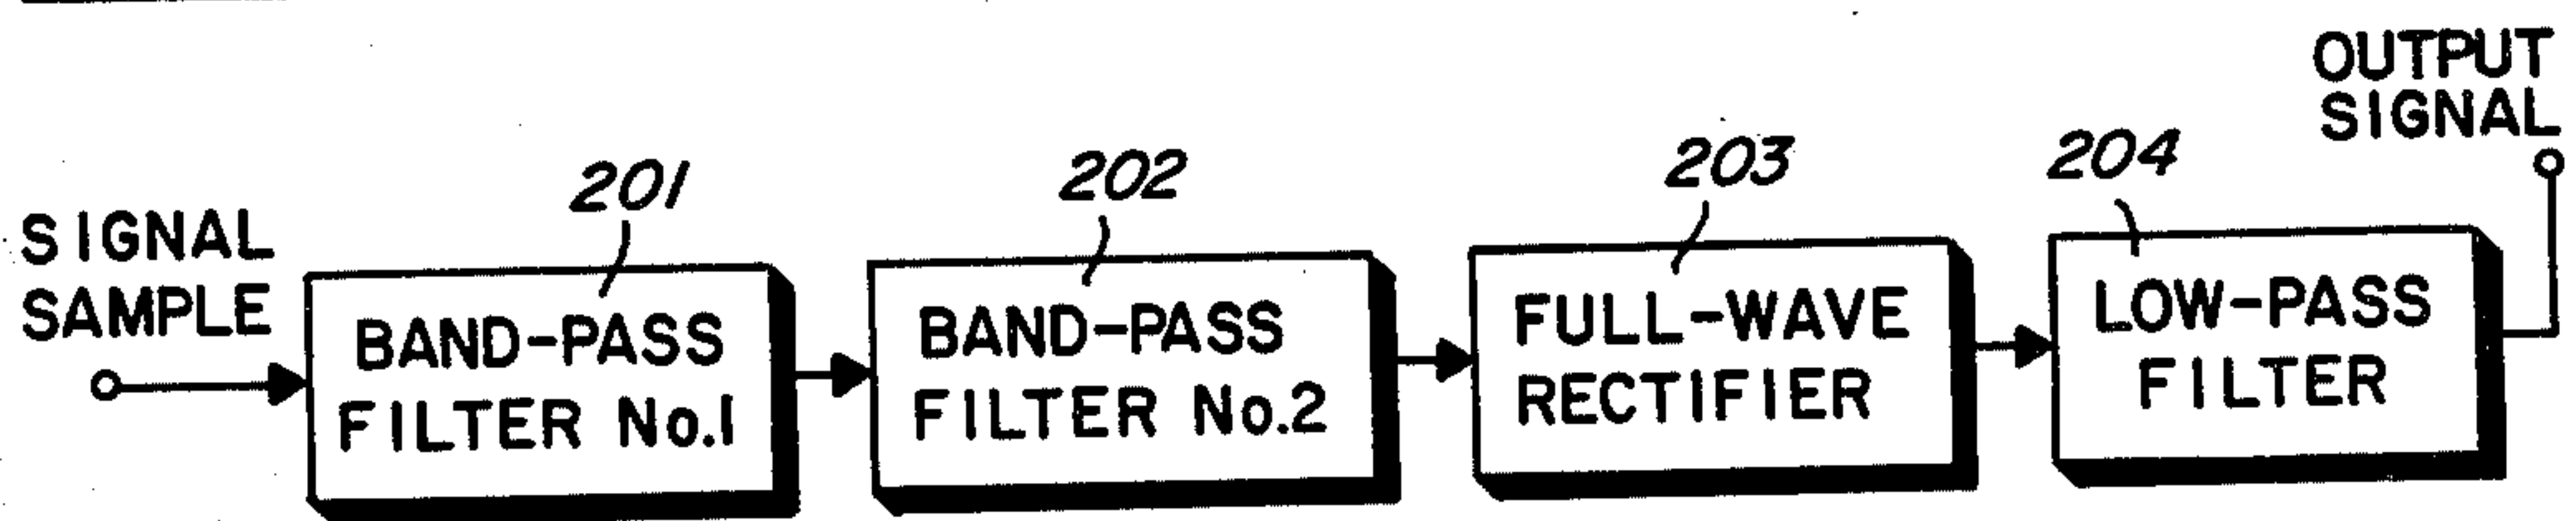 SIGNAL
SAMPLE
201
BAND-PASS
FILTER No.1
202
BAND-PASS
FILTER No.2
203
FULL-WAVE
RECTIFIER
204
LOW-PASS
FILTER
OUTPUT
SIGNAL